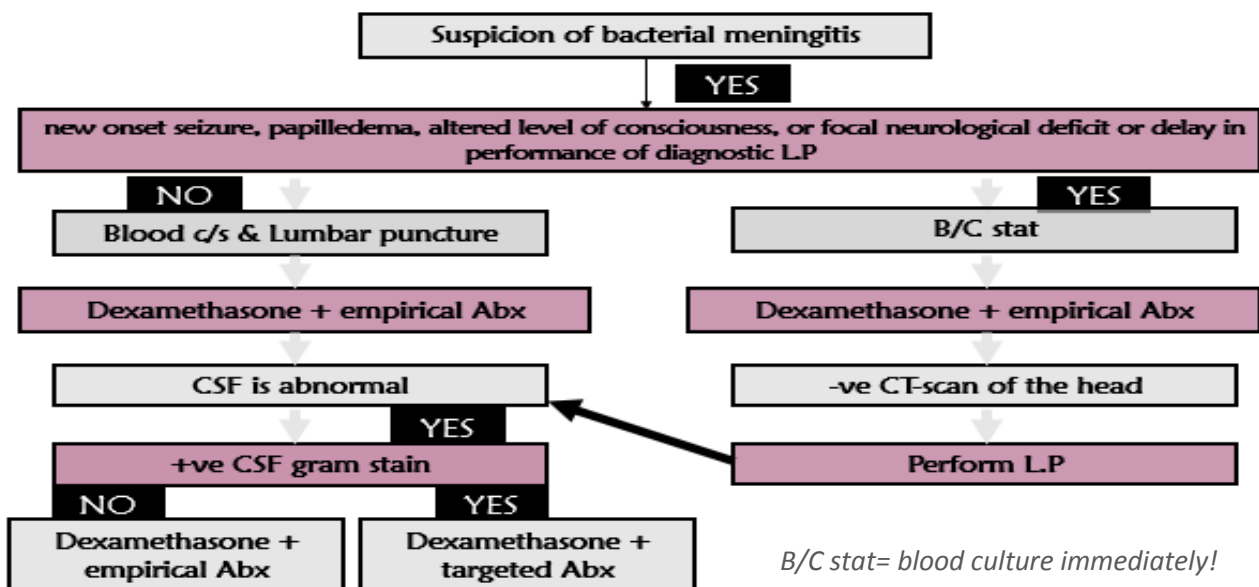 Suspicion of bacterial meningitis
YES
new onset seizure, papilledema, altered level of consciousness, or focal neurological deficit or delay in
performance of diagnostic L.P
NO
YES
Blood c/s & Lumbar puncture
B/C stat
Dexamethasone + empirical Abx
Dexamethasone + empirical Abx
CSF is abnormal
-ve CT-scan of the head
YES
+ve CSF gram stain
Perform L.P
NO
YES
Dexamethasone +
empirical Abx
Dexamethasone +
targeted Abx
B/C stat= blood culture immediately!